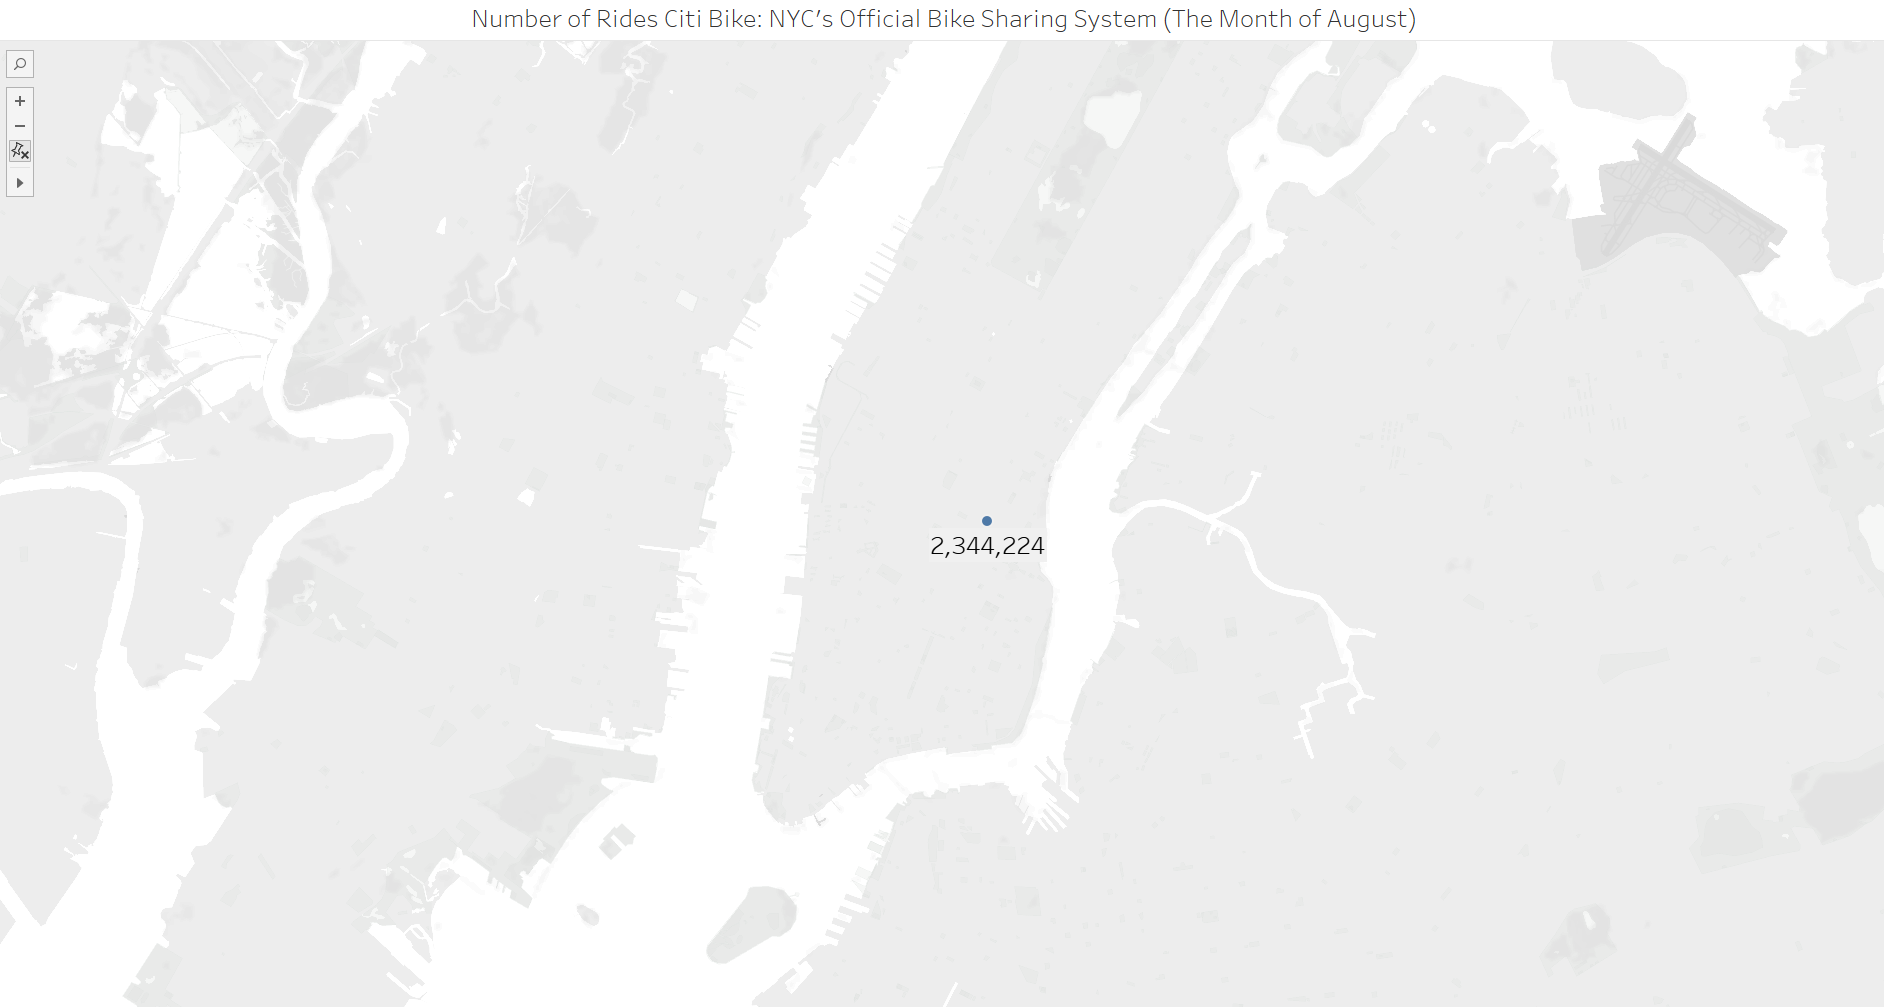 Number of Rides Citi Bike: NYC's Official Bike Sharing System (The Month of August)
2,344,224